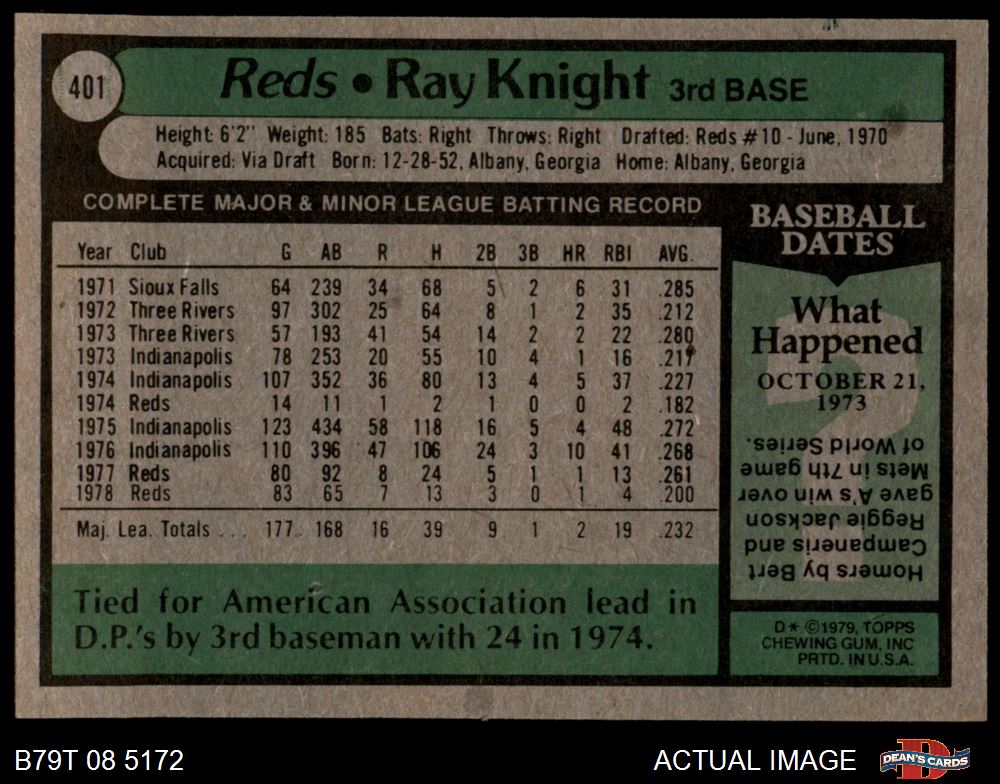 401
Reds • Ray Knight 3rd BASE
Height: 6'2" Weight: 185 Bats: Right Throws: Right Drafted: Reds #10 - June, 1970
Acquired: Via Draft Born: 12-28-52, Albany, Georgia Home: Albany, Georgia
COMPLETE MAJOR & MINOR LEAGUE BATTING RECORD
Year Club G AB R H 2B 3B HR RBI AVG.
1971 Sioux Falls 64 239 34 68 5 2 6 31 .285
1972 Three Rivers 97 302 25 64 8 1 2 35 .212
1973 Three Rivers 57 193 41 54 14 2 2 22 .280
1973 Indianapolis 78 253 20 55 10 4 1 16 .217
1974 Indianapolis 107 352 36 80 13 4 5 37 .227
1974 Reds 14 11 1 2 1 0 0 2 .182
1975 Indianapolis 123 434 58 118 16 5 4 48 .272
1976 Indianapolis 110 396 47 106 24 3 10 41 .268
1977 Reds 80 92 8 24 5 1 1 13 .261
1978 Reds 83 65 7 13 3 0 1 4 .200
Maj. Lea. Totals ... 177 168 16 39 9 1 2 19 .232
Tied for American Association lead in
D.P.'s by 3rd baseman with 24 in 1974.
BASEBALL
DATES
What
Happened
OCTOBER 21,
1973
Homers by Bert
Campaneris and
Reggie Jackson
gave A's win over
Mets in 7th game
of World Series.
D* ©1979, TOPPS
CHEWING GUM, INC
PRTD. IN U.S.A.
B79T 08 5172
ACTUAL IMAGE
D
DEAN'S CARDS